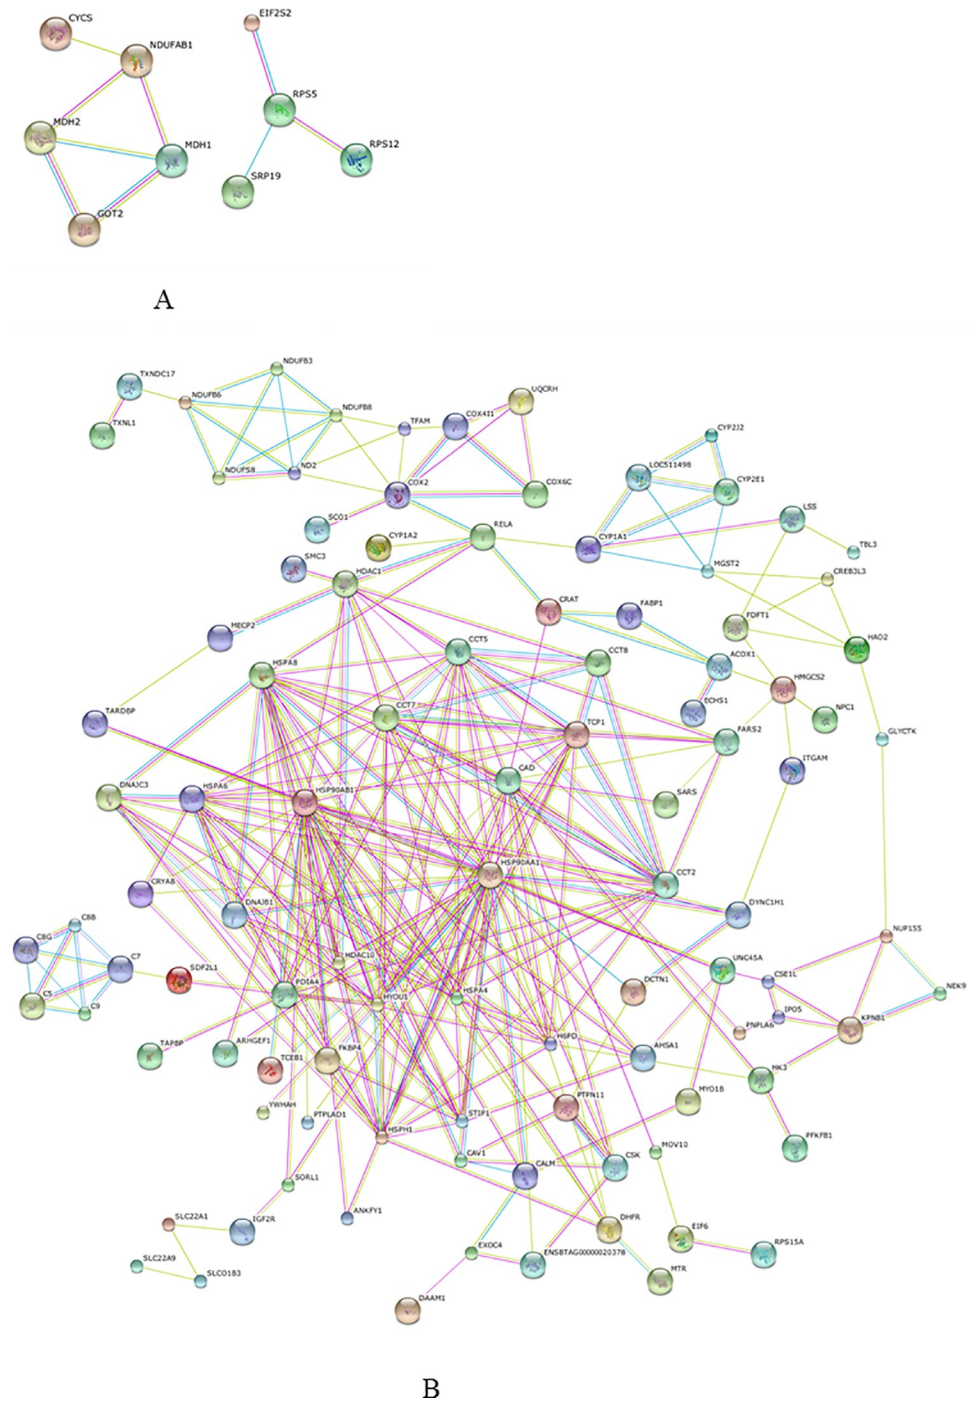 CYCS
EIF2S2
NDUFAB1
RPS5
MDH2
MDH1
RPS12
SRP19
GOT2
A
NDUFB3
TXNDC17
NDUFB6
UQCRH
NDUFB8
TFAM
COX4I1
TXNL1
CYP2J2
NDUFS8
ND2
LOC511498
COX2
COX6C
CYP2E1
SCO1
RELA
LSS
CYP1A2
CYP1A1
TBL3
SMC3
HDAC1
MGST2
CREB3L3
CRAT
FABP1
MECP2
FDFT1
HAO2
CCT5
CCT8
HSPA8
ACOX1
HMGCS2
ECHS1
NPC1
CCT7
TARDBP
TCP1
FARS2
GLYCTK
ITGAM
CAD
DNAJC3
HSPA6
HSP90AB1
SARS
HSP90AA1
CCT2
CRYAB
DNAJB1
DYNC1H1
C8B
NUP155
C8G
C7
HDAC10
UNC45A
SDF2L1
PDIA4
CSE1L
DCTN1
NEK9
C5
C9
HYOU1
HSPA4
IPO5
KPNB1
PNPLA6
H6PD
TAPBP
ARHGEF1
TCEB1
FKBP4
AHSA1
HK3
MYO1B
YWHAH
PTPLAD1
STIP1
PTPN11
HSPH1
PFKFB1
CAV1
CSK
MOV10
CALM
SORL1
SLC22A1
IGF2R
ANKFY1
DHFR
EIF6
RPS15A
EXOC4
ENSBTAG00000020378
SLC22A9
SLCO1B3
MTR
DAAM1
B